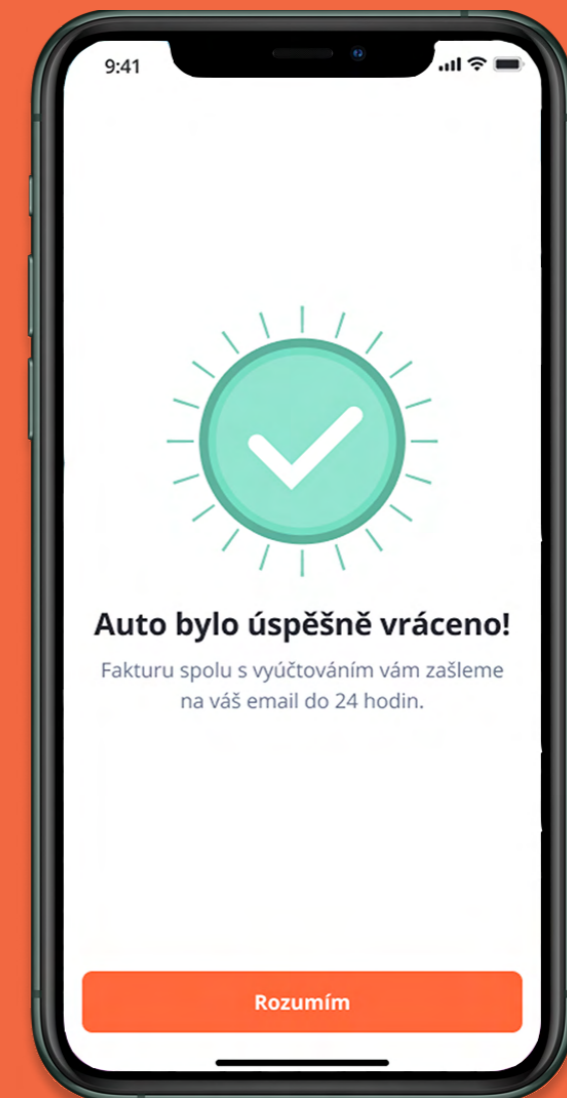 9:41
Auto bylo úspěšně vráceno!
Fakturu spolu s vyúčtováním vám zašleme
na váš email do 24 hodin.
Rozumím